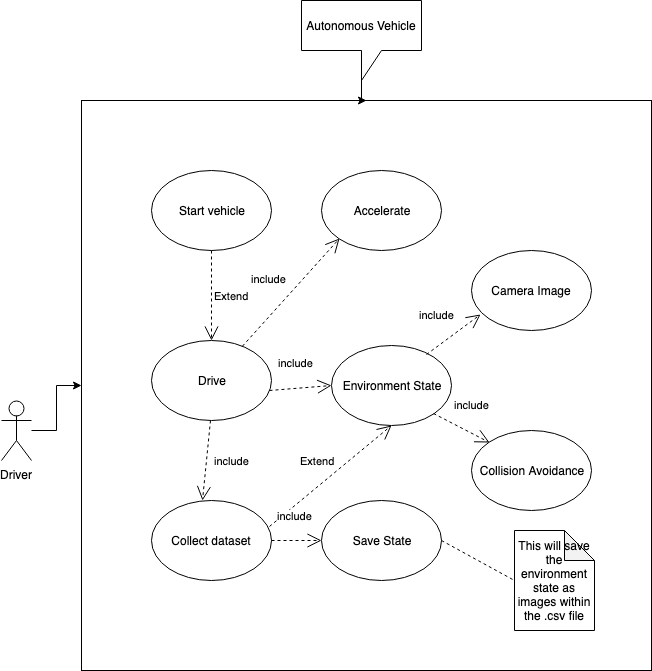 Autonomous Vehicle
Start vehicle
Accelerate
include
Extend
Camera Image
include
include
Drive
Environment State
include
Driver
include
Extend
Collision Avoidance
include
Collect dataset
Save State
This will save
the
environment
state as
images within
the .csv file